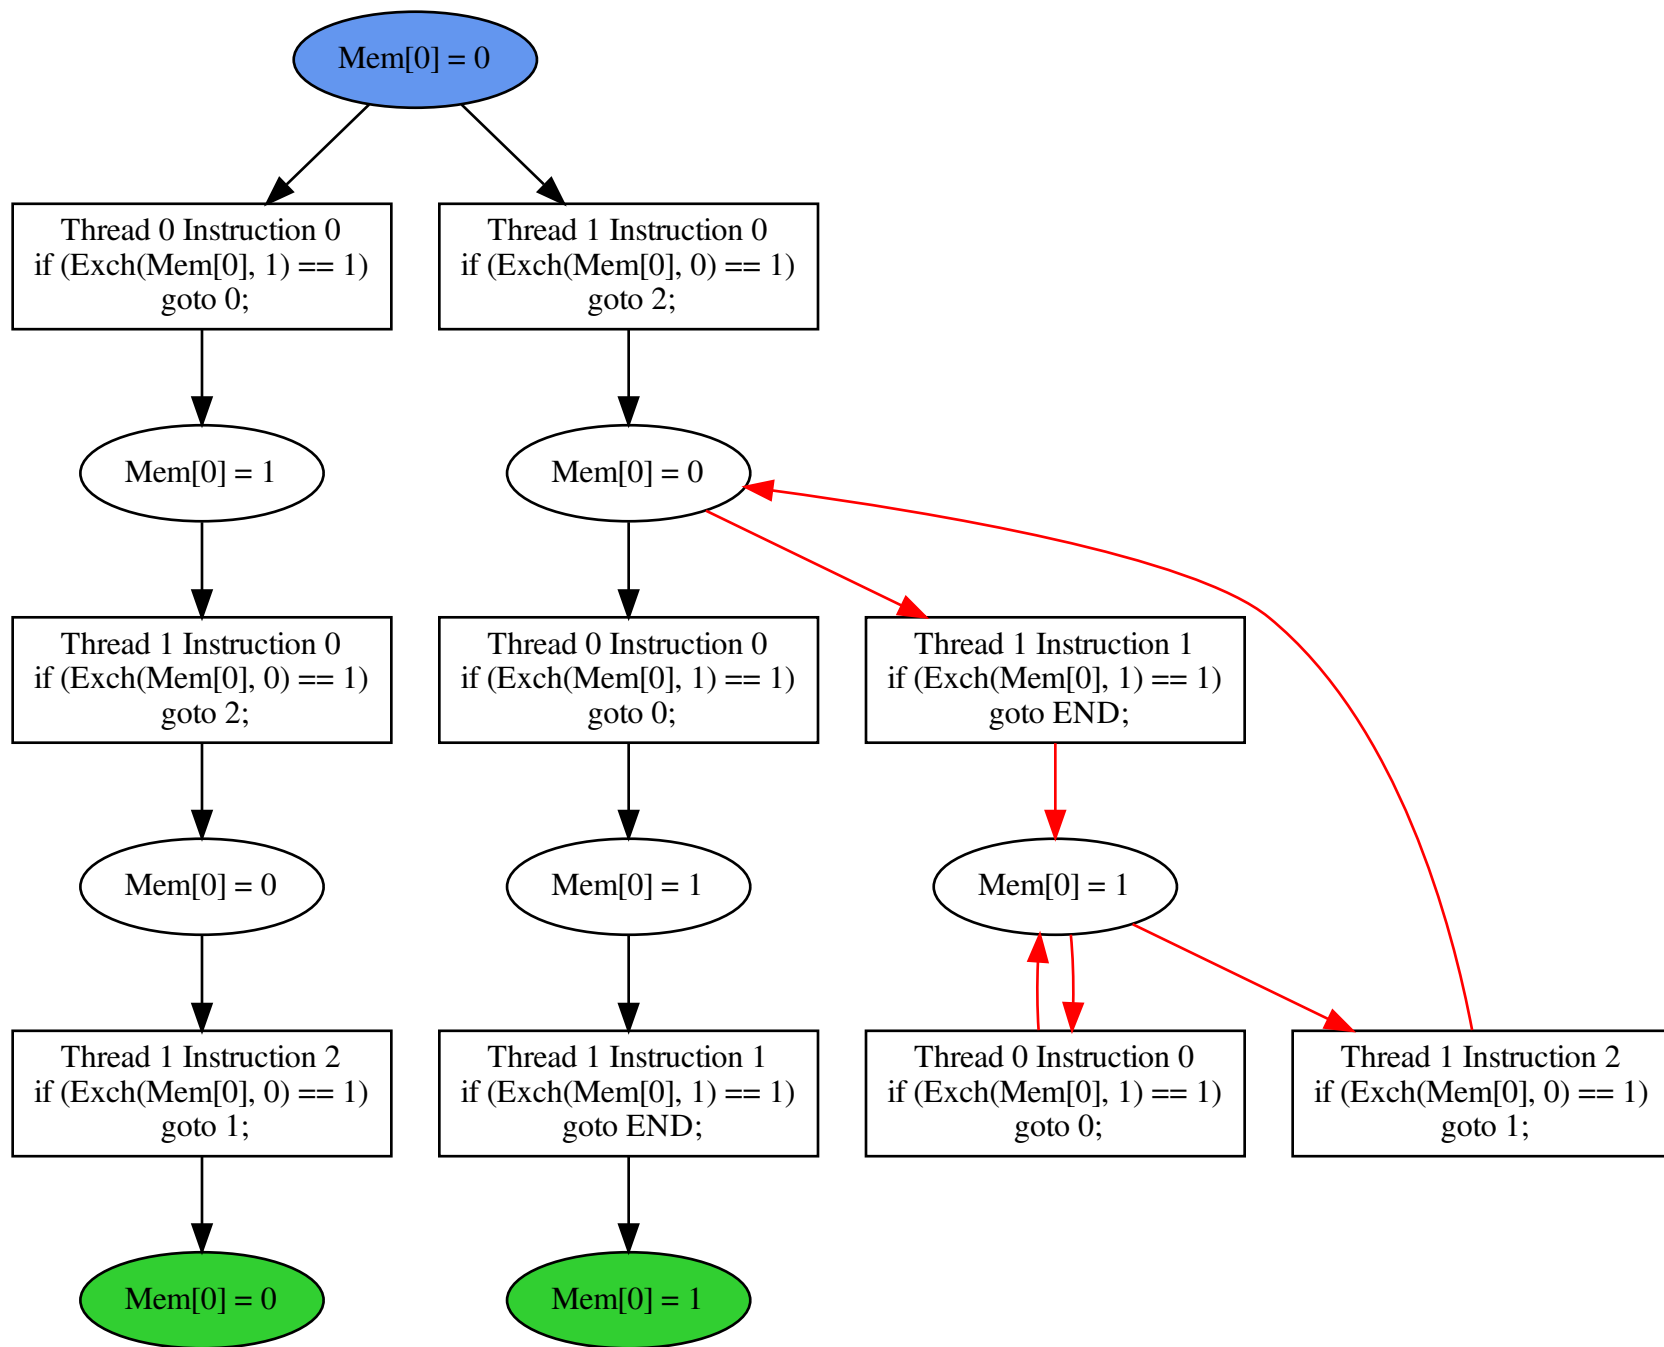 Mem[0] = 0
Thread 0 Instruction 0
if (Exch(Mem[0], 1) == 1)
goto 0;
Thread 1 Instruction 0
if (Exch(Mem[0], 0) == 1)
goto 2;
Mem[0] = 1
Mem[0] = 0
Thread 1 Instruction 0
if (Exch(Mem[0], 0) == 1)
goto 2;
Thread 0 Instruction 0
if (Exch(Mem[0], 1) == 1)
goto 0;
Thread 1 Instruction 1
if (Exch(Mem[0], 1) == 1)
goto END;
Mem[0] = 0
Mem[0] = 1
Mem[0] = 1
Thread 1 Instruction 2
if (Exch(Mem[0], 0) == 1)
goto 1;
Thread 1 Instruction 1
if (Exch(Mem[0], 1) == 1)
goto END;
Thread 0 Instruction 0
if (Exch(Mem[0], 1) == 1)
goto 0;
Thread 1 Instruction 2
if (Exch(Mem[0], 0) == 1)
goto 1;
Mem[0] = 0
Mem[0] = 1